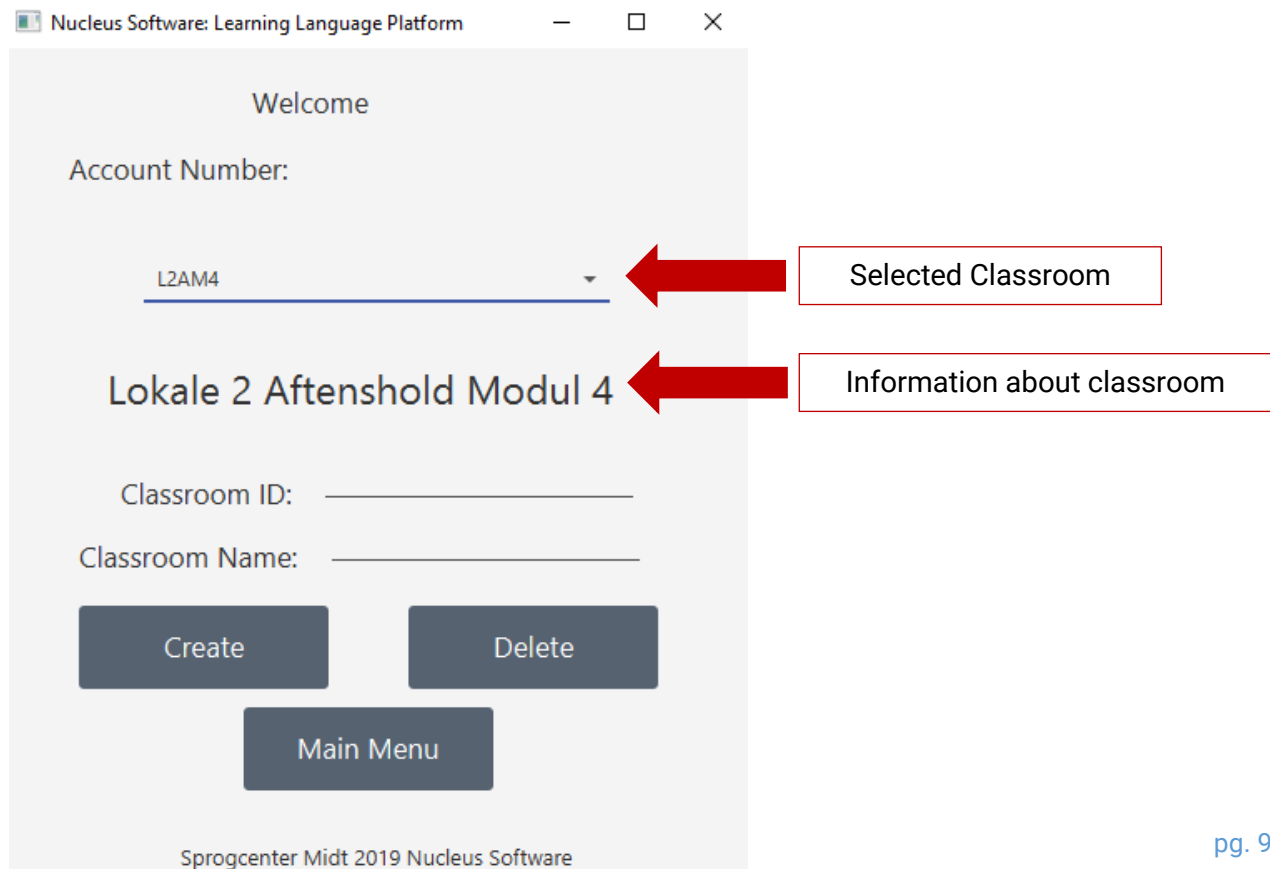 Nucleus Software: Learning Language Platform
Welcome
Account Number:
L2AM4
Selected Classroom
Lokale 2 Aftenshold Modul 4
Information about classroom
Classroom ID:
Classroom Name:
Create Delete
Main Menu
Sprogcenter Midt 2019 Nucleus Software
pg. 9